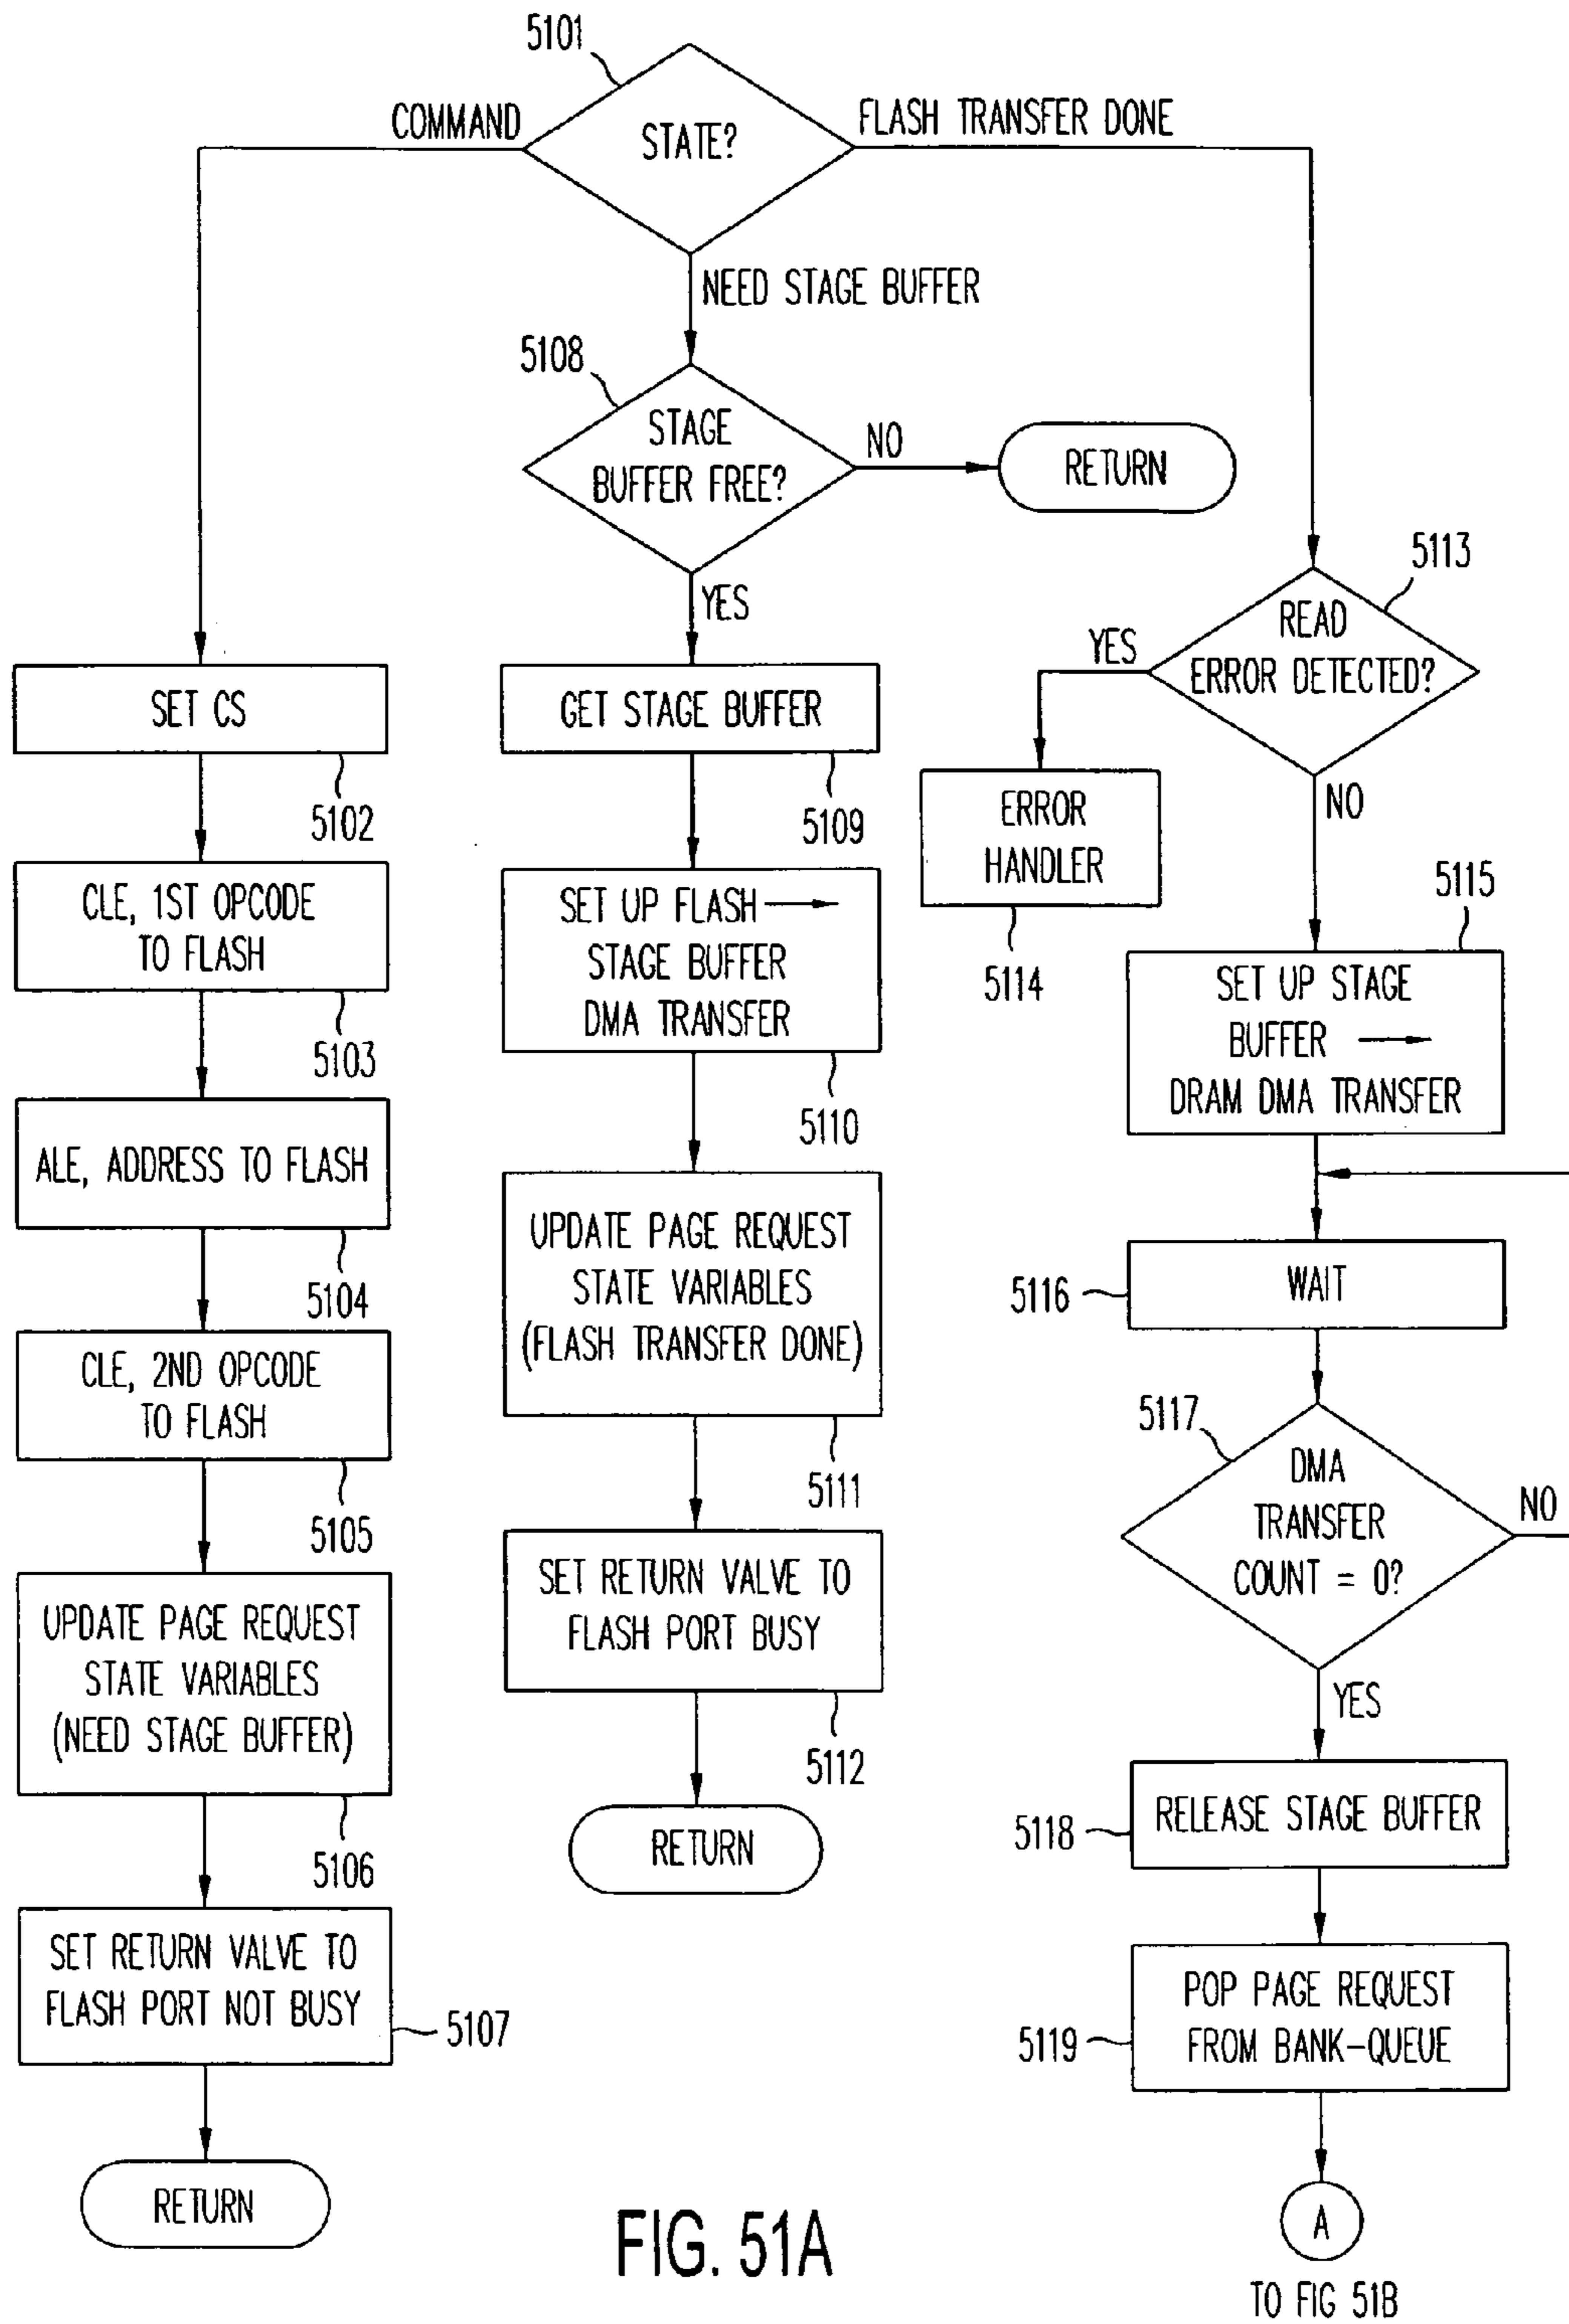 5101
COMMAND
STATE?
FLASH TRANSFER DONE
NEED STAGE BUFFER
5108
STAGE
BUFFER FREE?
NO
RETURN
YES
5113
READ
ERROR DETECTED?
YES
NO
SET CS
5102
CLE, 1ST OPCODE
TO FLASH
5103
ALE, ADDRESS TO FLASH
5104
CLE, 2ND OPCODE
TO FLASH
5105
UPDATE PAGE REQUEST
STATE VARIABLES
(NEED STAGE BUFFER)
5106
SET RETURN VALVE TO
FLASH PORT NOT BUSY
5107
RETURN
GET STAGE BUFFER
5109
SET UP FLASH →
STAGE BUFFER
DMA TRANSFER
5110
UPDATE PAGE REQUEST
STATE VARIABLES
(FLASH TRANSFER DONE)
5111
SET RETURN VALVE TO
FLASH PORT BUSY
5112
RETURN
ERROR
HANDLER
5114
5115
SET UP STAGE
BUFFER →
DRAM DMA TRANSFER
WAIT
5116
5117
DMA
TRANSFER
COUNT = 0?
NO
YES
RELEASE STAGE BUFFER
5118
POP PAGE REQUEST
FROM BANK-QUEUE
5119
A
TO FIG 51B
FIG. 51A